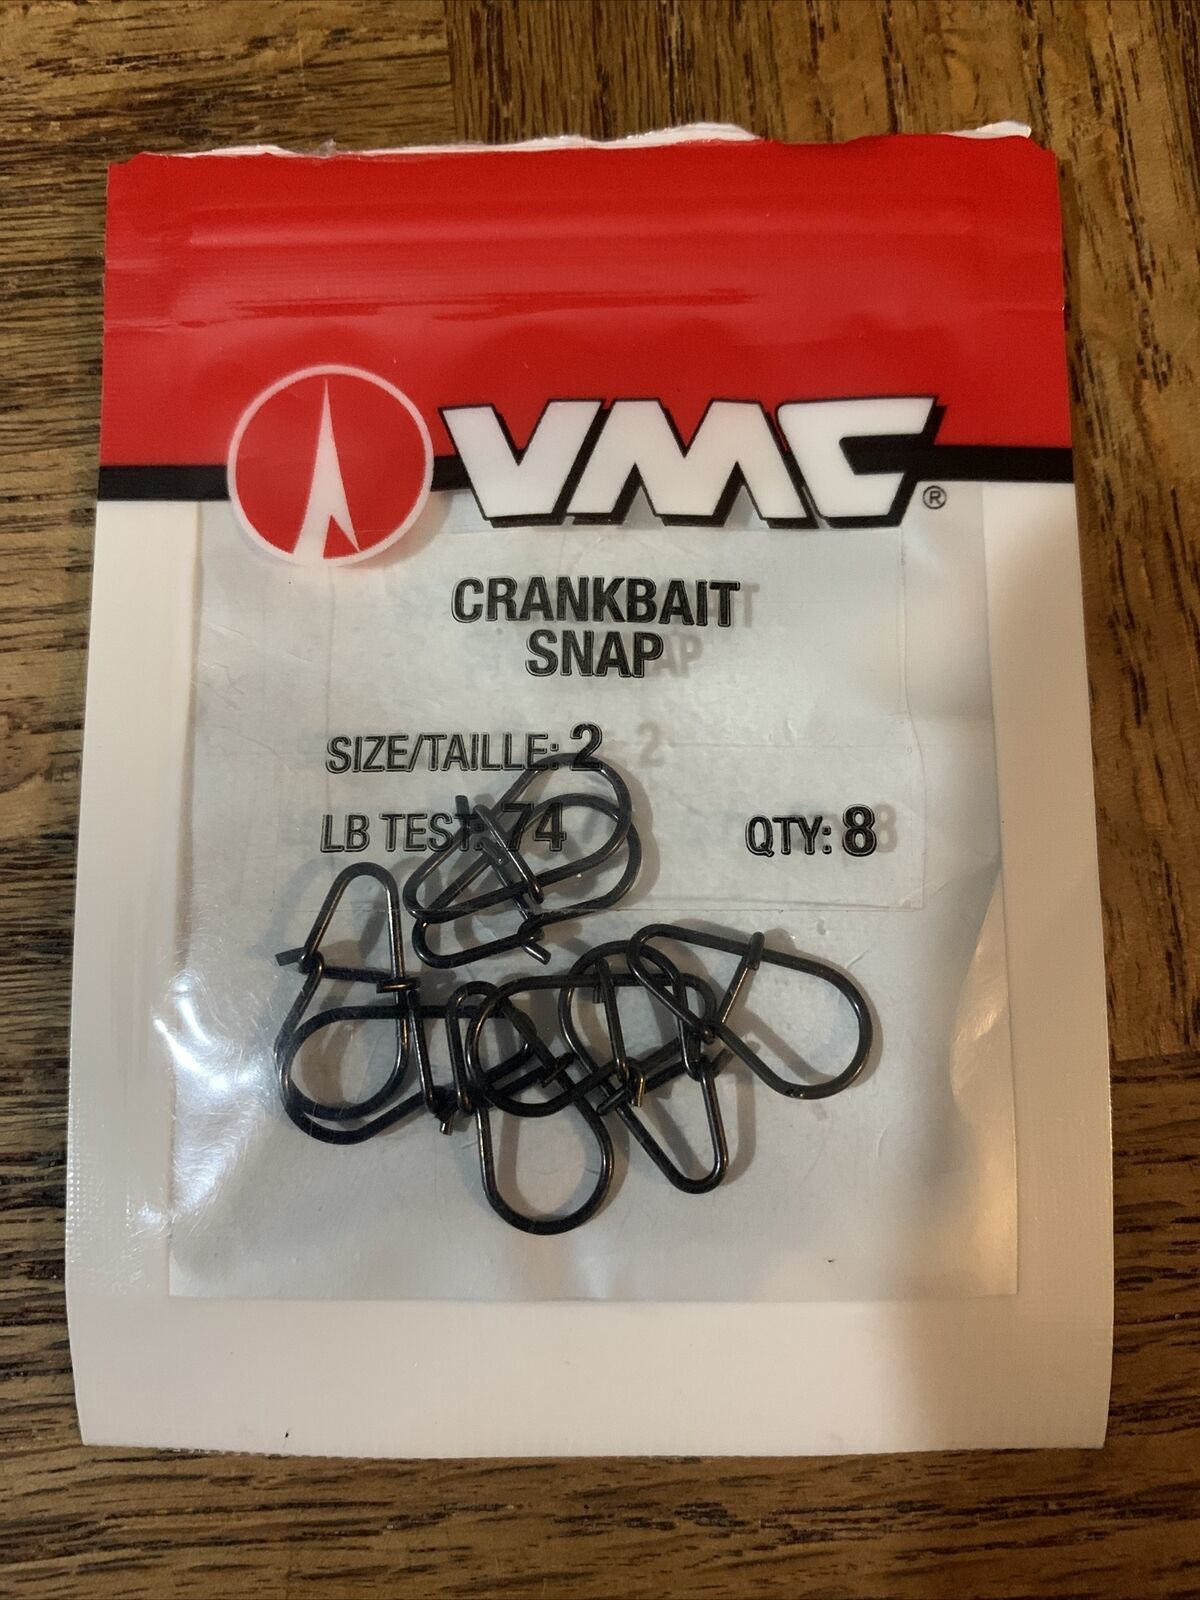 VMC®
CRANKBAIT
SNAP
SIZE/TAILLE: 2
LB TEST: 74
QTY: 8